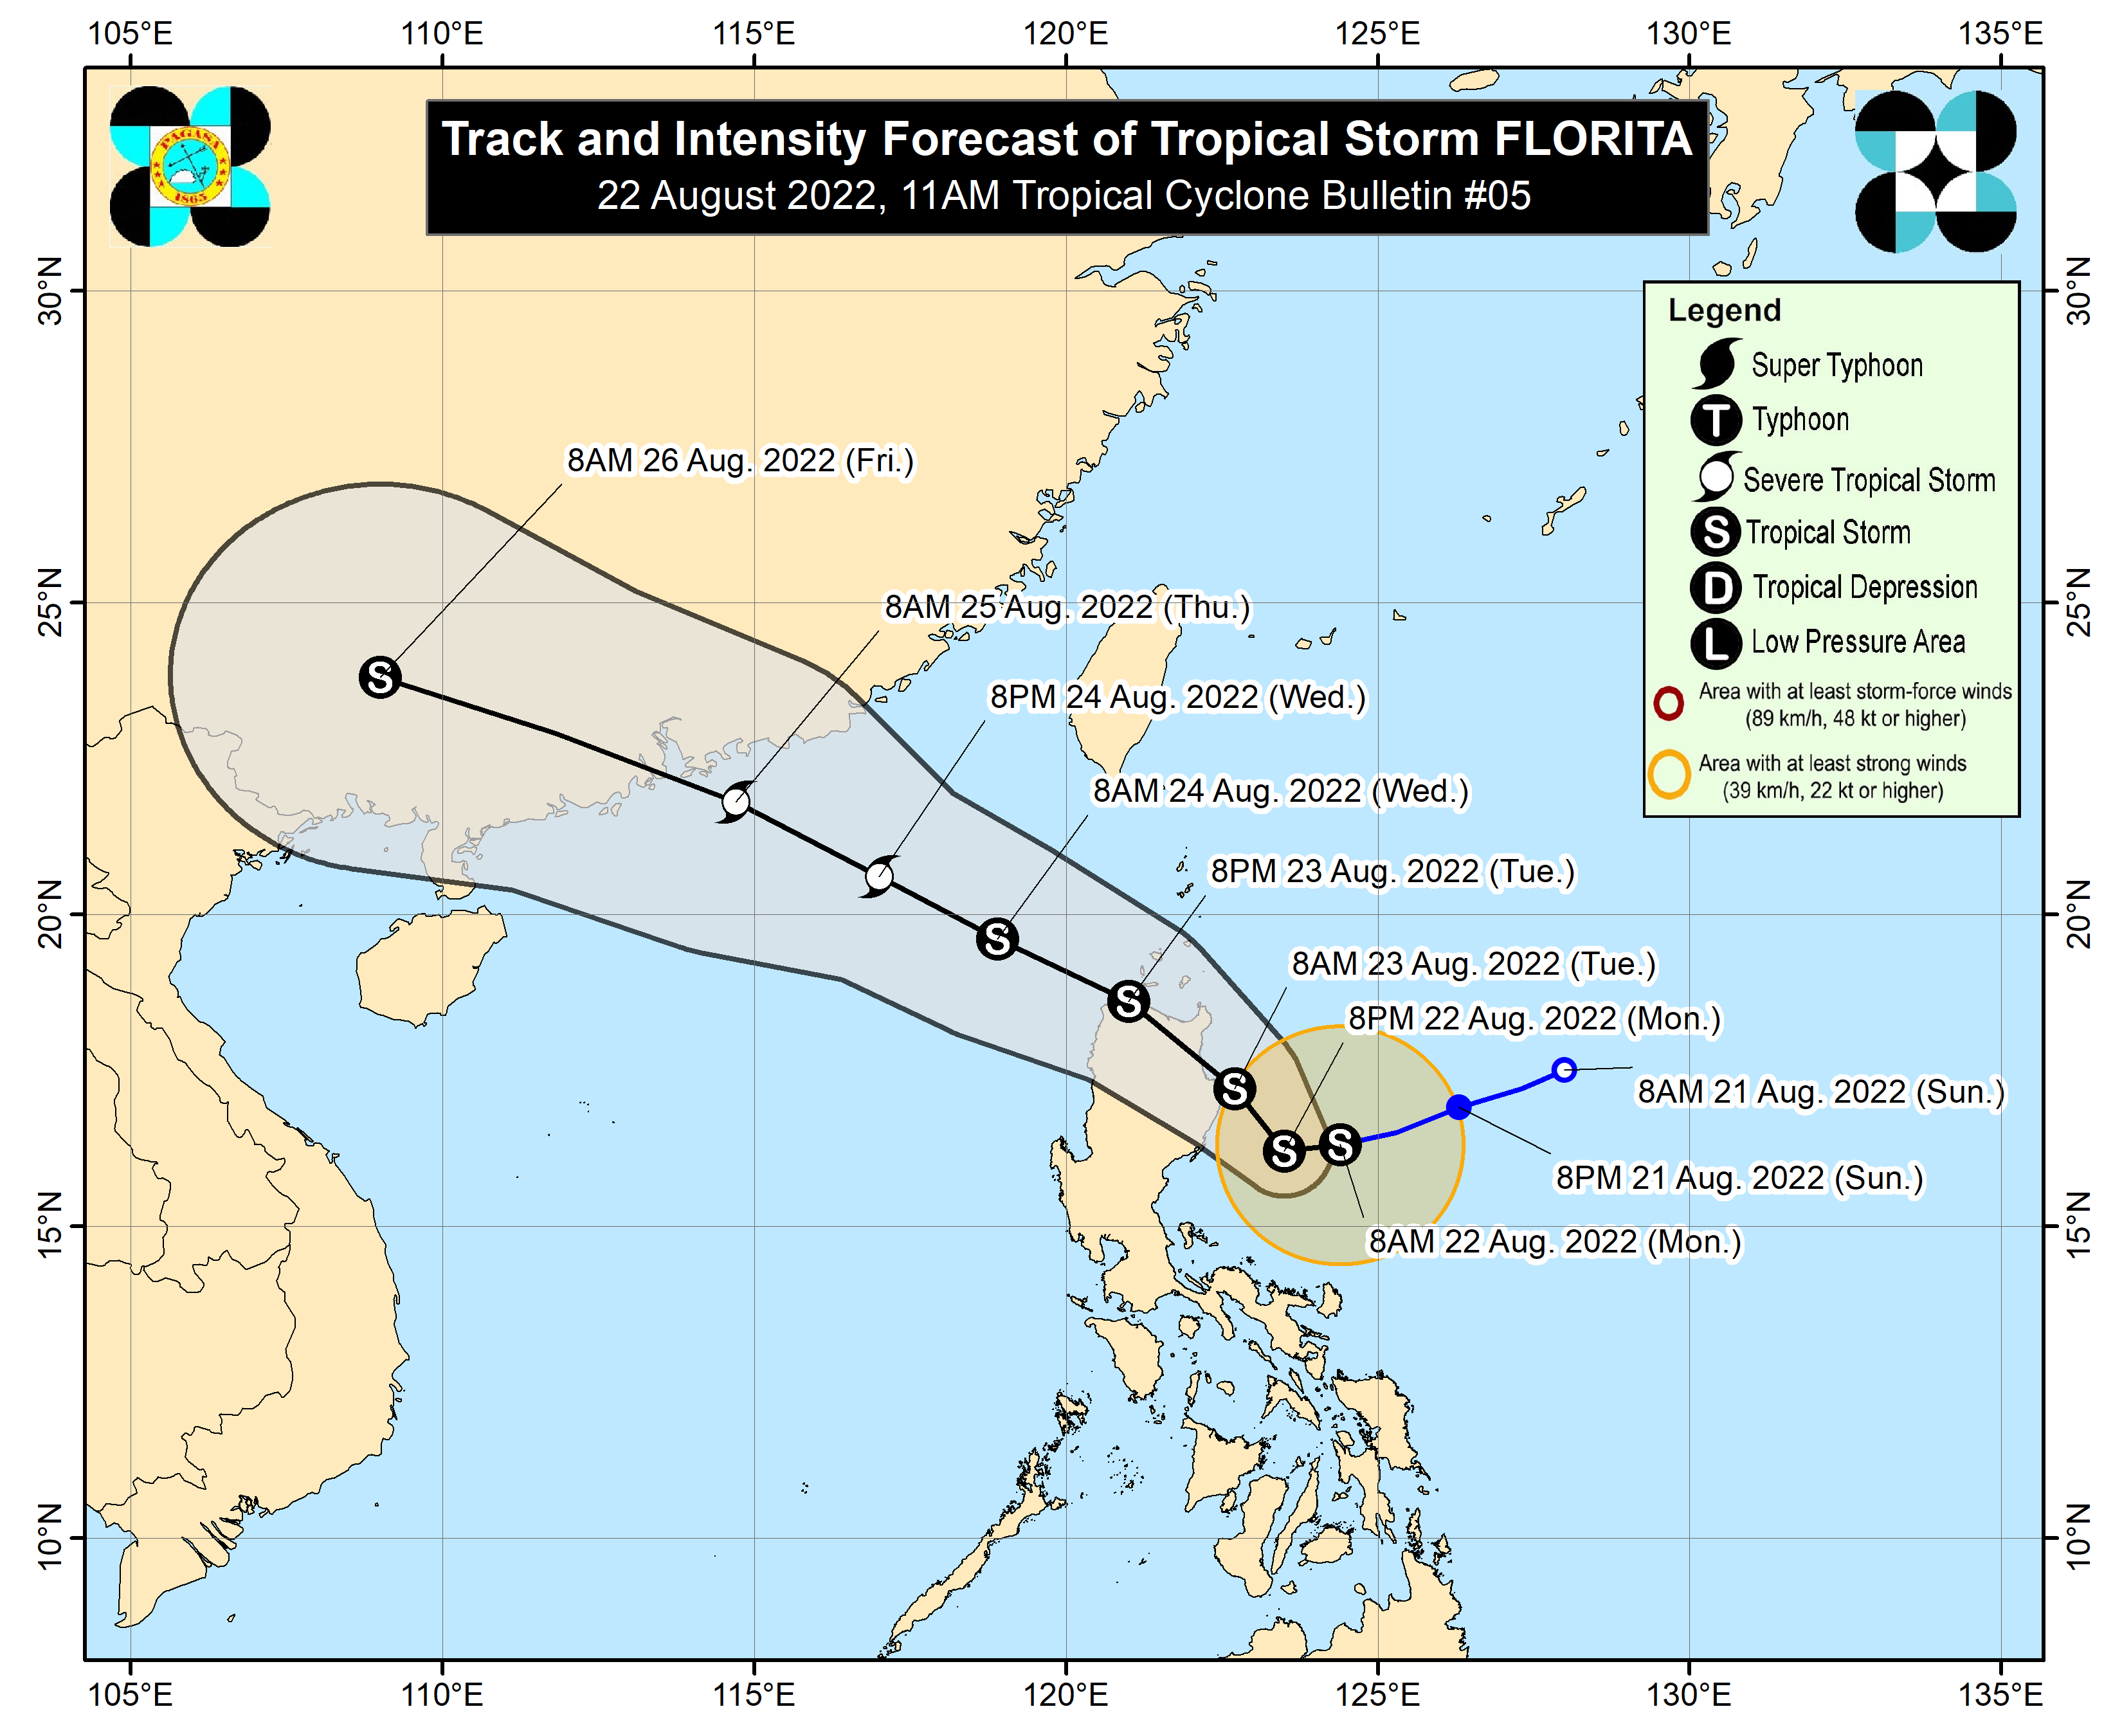 105°E 110°E 115°E 120°E 125°E 130°E 135°E
Track and Intensity Forecast of Tropical Storm FLORITA
22 August 2022, 11AM Tropical Cyclone Bulletin #05
PAGASA
1865
30°N 30°N
Legend
Super Typhoon
T Typhoon
Severe Tropical Storm
S Tropical Storm
D Tropical Depression
L Low Pressure Area
Area with at least storm-force winds
(89 km/h, 48 kt or higher)
Area with at least strong winds
(39 km/h, 22 kt or higher)
8AM 26 Aug. 2022 (Fri.)
25°N 25°N
8AM 25 Aug. 2022 (Thu.)
S
8PM 24 Aug. 2022 (Wed.)
8AM 24 Aug. 2022 (Wed.)
8PM 23 Aug. 2022 (Tue.)
20°N 20°N
S
8AM 23 Aug. 2022 (Tue.)
S
8PM 22 Aug. 2022 (Mon.)
S
8AM 21 Aug. 2022 (Sun.)
S S
8PM 21 Aug. 2022 (Sun.)
15°N 15°N
8AM 22 Aug. 2022 (Mon.)
10°N 10°N
105°E 110°E 115°E 120°E 125°E 130°E 135°E